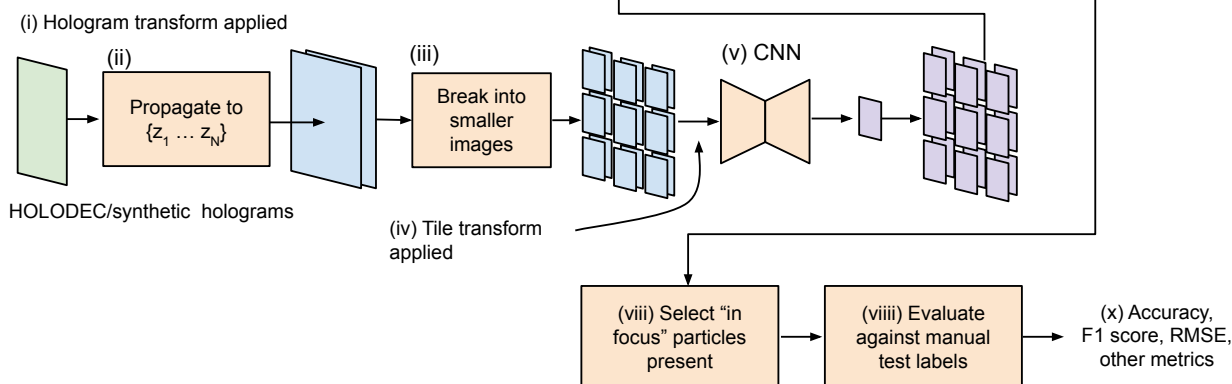 (i) Hologram transform applied
(ii)
Propagate to
{z1 … zN}
HOLODEC/synthetic holograms
(iii)
Break into
smaller
images
(iv) Tile transform
applied
(v) CNN
(viii) Select “in
focus” particles
present
(viiii) Evaluate
against manual
test labels
(x) Accuracy,
F1 score, RMSE,
other metrics